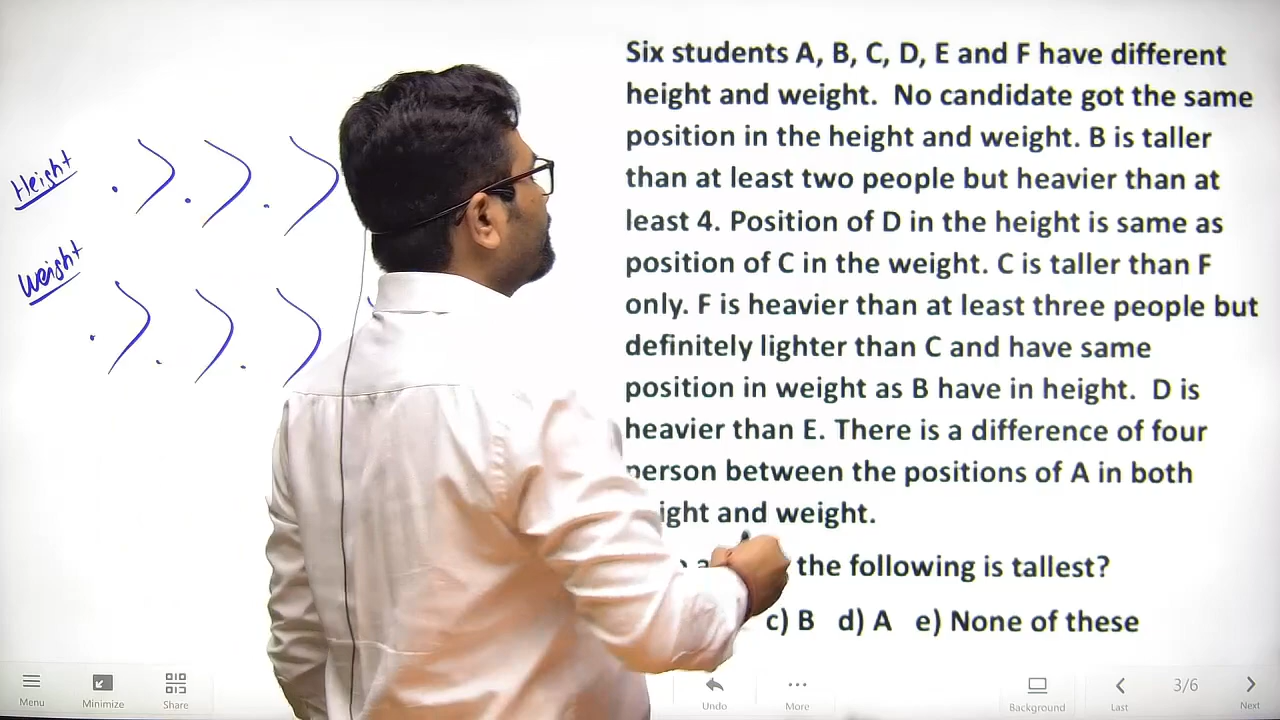 Six students A, B, C, D, E and F have different
height and weight. No candidate got the same
position in the height and weight. B is taller
than at least two people but heavier than at
least 4. Position of D in the height is same as
position of C in the weight. C is taller than F
only. F is heavier than at least three people but
definitely lighter than C and have same
position in weight as B have in height. D is
heavier than E. There is a difference of four
person between the positions of A in both
and weight.
the following is tallest?
c) B d) A e) None of these
Height
Weight
Menu
Minimize
Share
Undo
More
Background
Last
3/6
Next